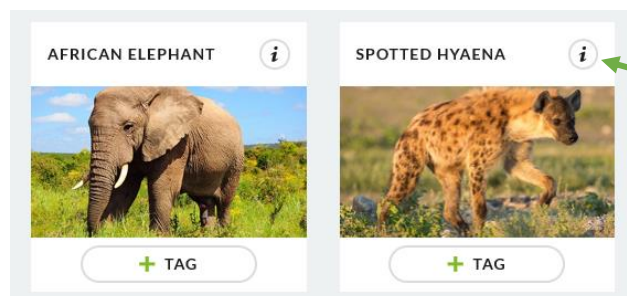 AFRICAN ELEPHANT i
SPOTTED HYAENA i
+ TAG
+ TAG